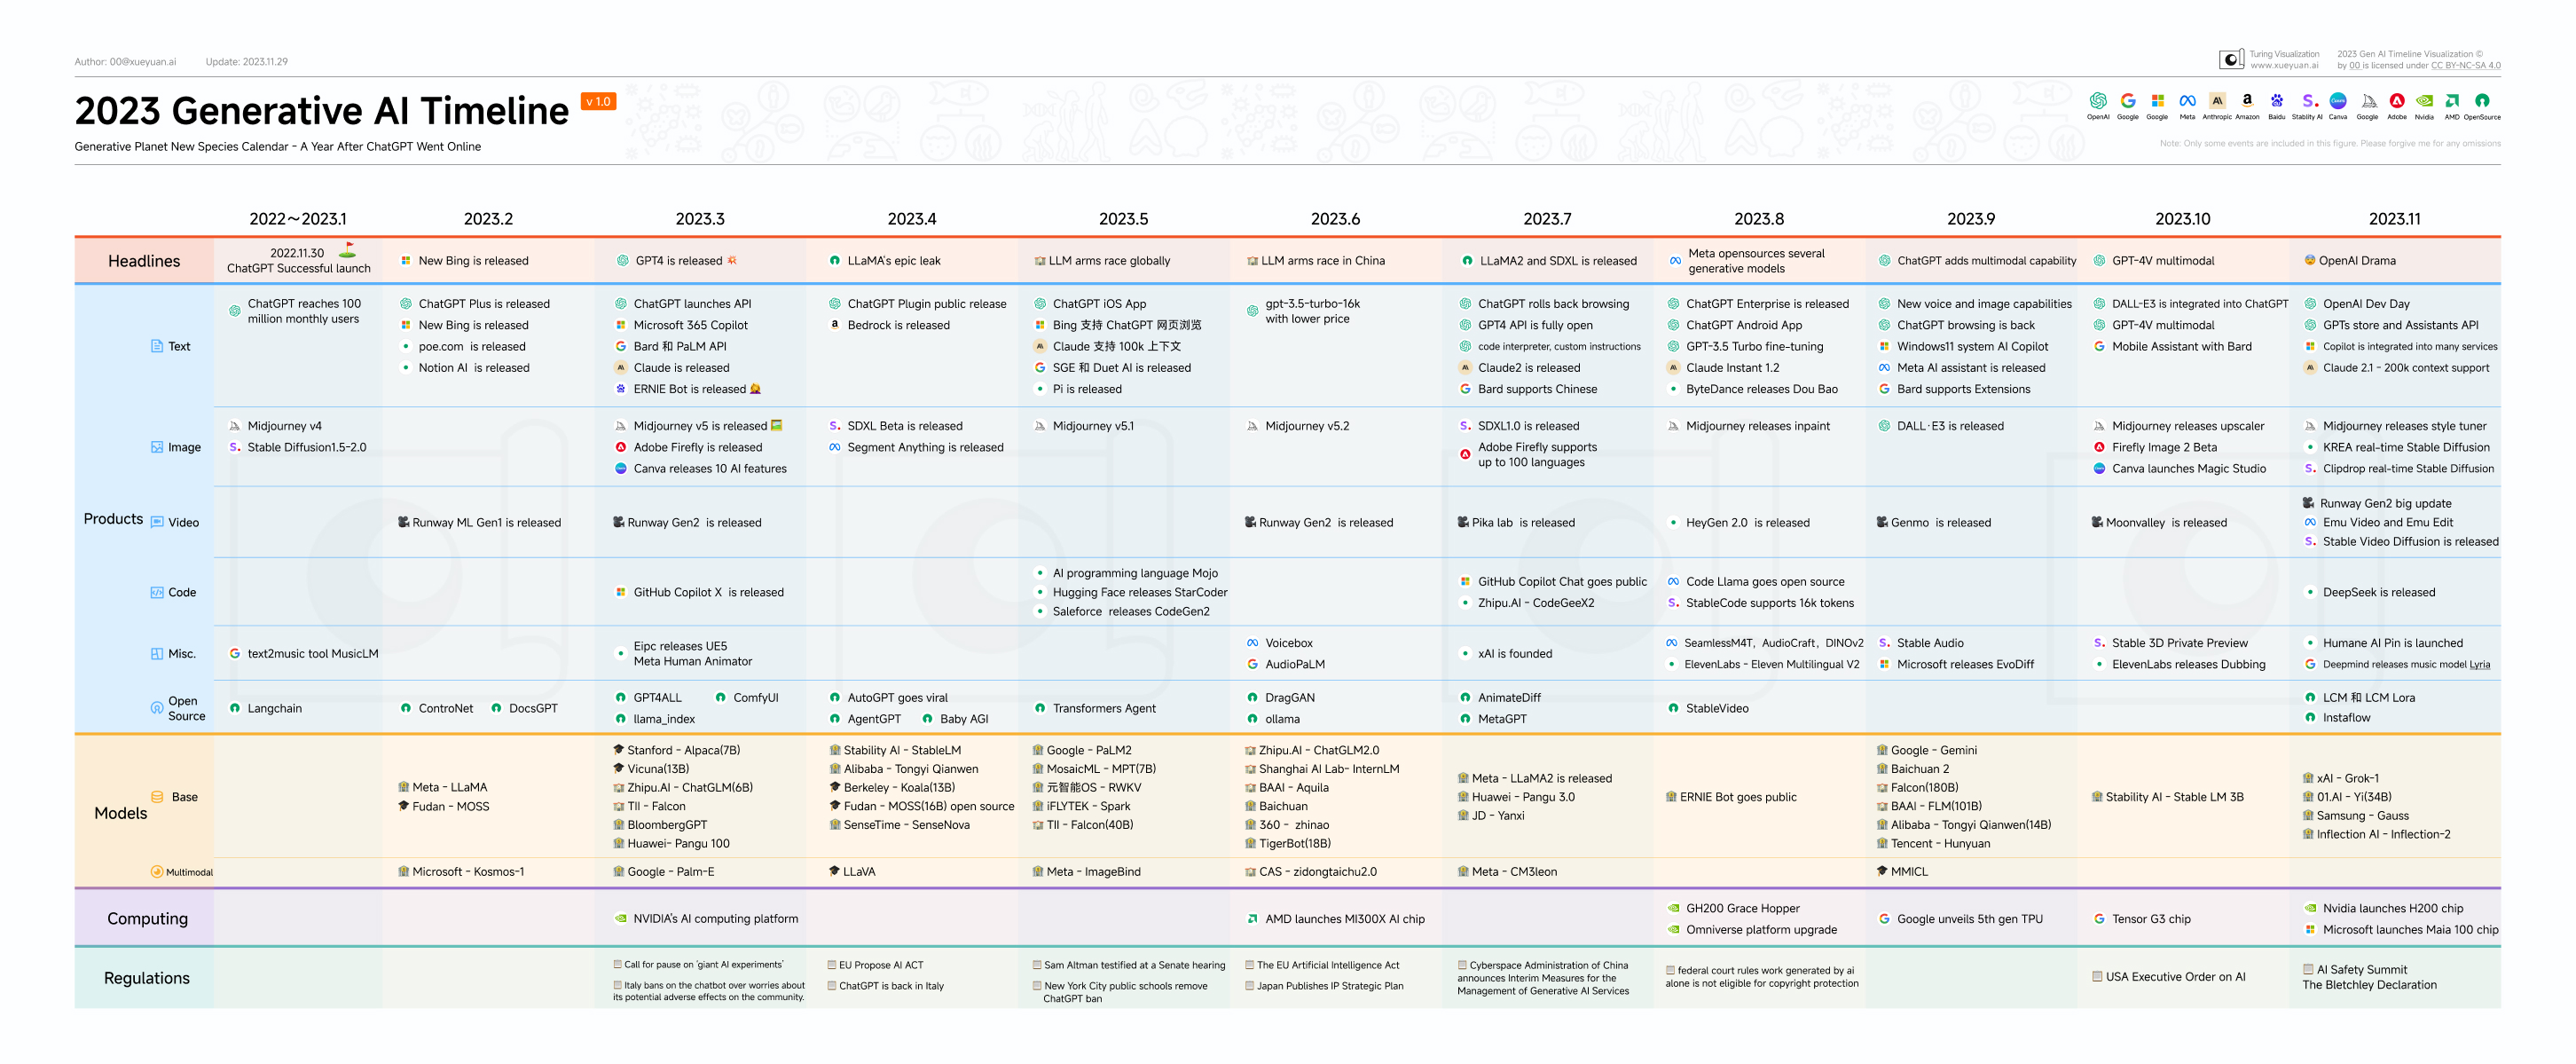 Author: 00@xueyuan.ai
Update: 2023.11.29
Turing Visualization
www.xueyuan.ai
2023 Gen AI Timeline Visualization ©
by 00 is licensed under CC BY-NC-SA 4.0
2023 Generative AI Timeline
v 1.0
Generative Planet New Species Calendar - A Year After ChatGPT Went Online
OpenAI Google Google Meta Anthropic Amazon Baidu Stablity AI Canva Google Adobe Nvidia AMD OpenSource
Note: Only some events are included in this figure. Please forgive me for any omissions
2022～2023.1
2023.2
2023.3
2023.4
2023.5
2023.6
2023.7
2023.8
2023.9
2023.10
2023.11
Headlines
2022.11.30
ChatGPT Successful launch
New Bing is released
GPT4 is released
LLaMA's epic leak
LLM arms race globally
LLM arms race in China
LLaMA2 and SDXL is released
Meta opensources several
generative models
ChatGPT adds multimodal capability
GPT-4V multimodal
OpenAI Drama
Products
Text
ChatGPT reaches 100
million monthly users
ChatGPT Plus is released
New Bing is released
poe.com is released
Notion AI is released
ChatGPT launches API
Microsoft 365 Copilot
Bard 和 PaLM API
Claude is released
ERNIE Bot is released
ChatGPT Plugin public release
Bedrock is released
ChatGPT iOS App
Bing 支持 ChatGPT 网页浏览
Claude 支持 100k 上下文
SGE 和 Duet AI is released
Pi is released
gpt-3.5-turbo-16k
with lower price
ChatGPT rolls back browsing
GPT4 API is fully open
code interpreter, custom instructions
Claude2 is released
Bard supports Chinese
ChatGPT Enterprise is released
ChatGPT Android App
GPT-3.5 Turbo fine-tuning
Claude Instant 1.2
ByteDance releases Dou Bao
New voice and image capabilities
ChatGPT browsing is back
Windows11 system AI Copilot
Meta AI assistant is released
Bard supports Extensions
DALL-E3 is integrated into ChatGPT
GPT-4V multimodal
Mobile Assistant with Bard
OpenAI Dev Day
GPTs store and Assistants API
Copilot is integrated into many services
Claude 2.1 - 200k context support
Image
Midjourney v4
Stable Diffusion1.5-2.0
Midjourney v5 is released
Adobe Firefly is released
Canva releases 10 AI features
SDXL Beta is released
Segment Anything is released
Midjourney v5.1
Midjourney v5.2
SDXL1.0 is released
Adobe Firefly supports
up to 100 languages
Midjourney releases inpaint
DALL·E3 is released
Midjourney releases upscaler
Firefly Image 2 Beta
Canva launches Magic Studio
Midjourney releases style tuner
KREA real-time Stable Diffusion
Clipdrop real-time Stable Diffusion
Video
Runway ML Gen1 is released
Runway Gen2 is released
Runway Gen2 is released
Pika lab is released
HeyGen 2.0 is released
Genmo is released
Moonvalley is released
Runway Gen2 big update
Emu Video and Emu Edit
Stable Video Diffusion is released
Code
GitHub Copilot X is released
AI programming language Mojo
Hugging Face releases StarCoder
Saleforce releases CodeGen2
GitHub Copilot Chat goes public
Zhipu.AI - CodeGeeX2
Code Llama goes open source
StableCode supports 16k tokens
DeepSeek is released
Misc.
text2music tool MusicLM
Eipc releases UE5
Meta Human Animator
Voicebox
AudioPaLM
xAI is founded
SeamlessM4T, AudioCraft, DINOv2
ElevenLabs - Eleven Multilingual V2
Stable Audio
Microsoft releases EvoDiff
Stable 3D Private Preview
ElevenLabs releases Dubbing
Humane AI Pin is launched
Deepmind releases music model Lyria
Open
Source
Langchain
ControNet
DocsGPT
GPT4ALL
ComfyUI
llama_index
AutoGPT goes viral
AgentGPT
Baby AGI
Transformers Agent
DragGAN
ollama
AnimateDiff
MetaGPT
StableVideo
LCM 和 LCM Lora
Instaflow
Models
Base
Meta - LLaMA
Fudan - MOSS
Stanford - Alpaca(7B)
Vicuna(13B)
Zhipu.AI - ChatGLM(6B)
TII - Falcon
BloombergGPT
Huawei- Pangu 100
Stability AI - StableLM
Alibaba - Tongyi Qianwen
Berkeley - Koala(13B)
Fudan - MOSS(16B) open source
SenseTime - SenseNova
Google - PaLM2
MosaicML - MPT(7B)
元智能OS - RWKV
iFLYTEK - Spark
TII - Falcon(40B)
Zhipu.AI - ChatGLM2.0
Shanghai AI Lab- InternLM
BAAI - Aquila
Baichuan
360 - zhinao
TigerBot(18B)
Meta - LLaMA2 is released
Huawei - Pangu 3.0
JD - Yanxi
ERNIE Bot goes public
Google - Gemini
Baichuan 2
Falcon(180B)
BAAI - FLM(101B)
Alibaba - Tongyi Qianwen(14B)
Tencent - Hunyuan
Stability AI - Stable LM 3B
xAI - Grok-1
01.AI - Yi(34B)
Samsung - Gauss
Inflection AI - Inflection-2
Multimodal
Microsoft - Kosmos-1
Google - Palm-E
LLaVA
Meta - ImageBind
CAS - zidongtaichu2.0
Meta - CM3leon
MMICL
Computing
NVIDIA's AI computing platform
AMD launches MI300X AI chip
GH200 Grace Hopper
Omniverse platform upgrade
Google unveils 5th gen TPU
Tensor G3 chip
Nvidia launches H200 chip
Microsoft launches Maia 100 chip
Regulations
Call for pause on 'giant AI experiments'
Italy bans on the chatbot over worries about
its potential adverse effects on the community.
EU Propose AI ACT
ChatGPT is back in Italy
Sam Altman testified at a Senate hearing
New York City public schools remove
ChatGPT ban
The EU Artificial Intelligence Act
Japan Publishes IP Strategic Plan
Cyberspace Administration of China
announces Interim Measures for the
Management of Generative AI Services
federal court rules work generated by ai
alone is not eligible for copyright protection
USA Executive Order on AI
AI Safety Summit
The Bletchley Declaration